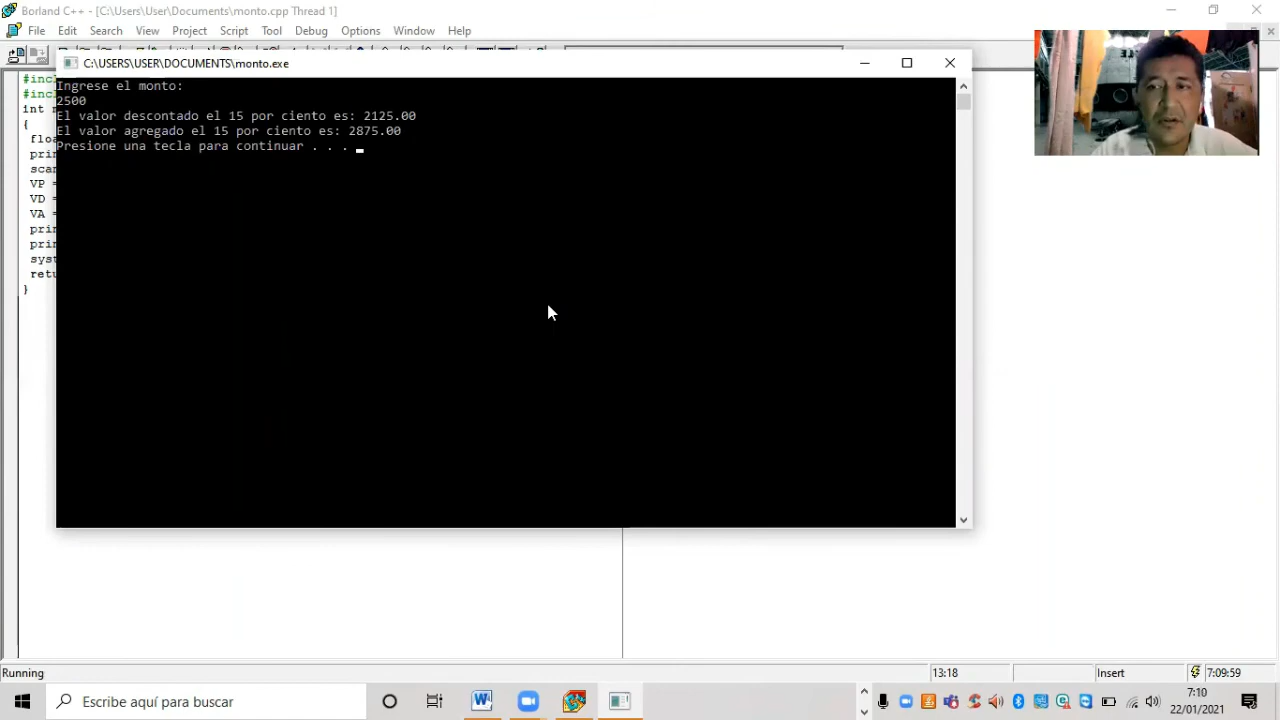 Borland C++ - [C:\Users\User\Documents\monto.cpp Thread 1]
File Edit Search View Project Script Tool Debug Options Window Help
C:\USERS\USER\DOCUMENTS\monto.exe
Ingrese el monto:
2500
El valor descontado el 15 por ciento es: 2125.00
El valor agregado el 15 por ciento es: 2875.00
Presione una tecla para continuar . . .
#incl
#incl
int m
{
floa
prin
scan
VP =
VD =
VA =
prin
prin
syst
retu
}
Running 13:18 Insert 7:09:59
Escribe aquí para buscar
7:10
22/01/2021